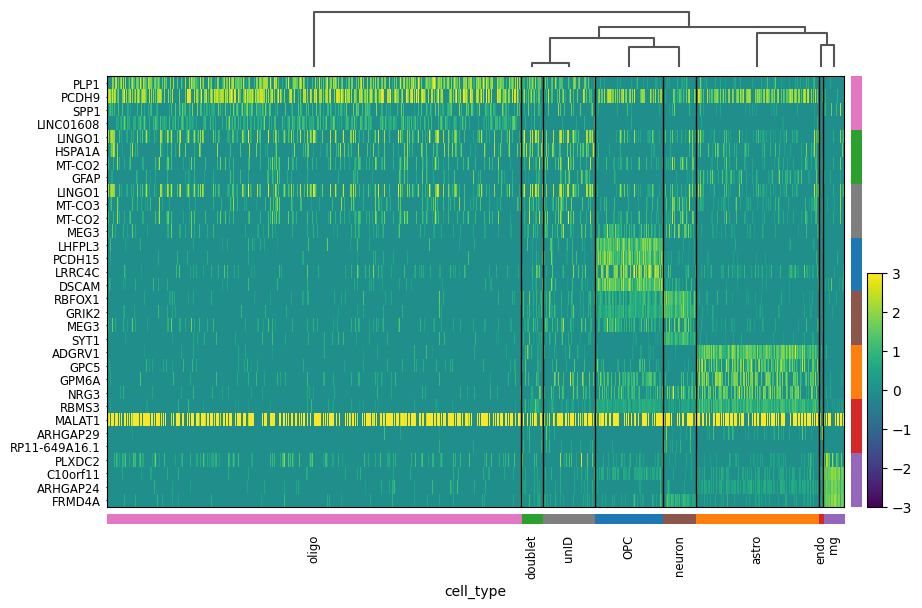 PLP1
PCDH9
SPP1
LINC01608
LINGO1
HSPA1A
MT-CO2
GFAP
LINGO1
MT-CO3
MT-CO2
MEG3
LHFPL3
PCDH15
LRRC4C
DSCAM
RBFOX1
GRIK2
MEG3
SYT1
ADGRV1
GPC5
GPM6A
NRG3
RBMS3
MALAT1
ARHGAP29
RP11-649A16.1
PLXDC2
C10orf11
ARHGAP24
FRMD4A
3
2
1
0
−1
−2
−3
oligo
doublet
unID
OPC
neuron
astro
endo
mg
cell_type